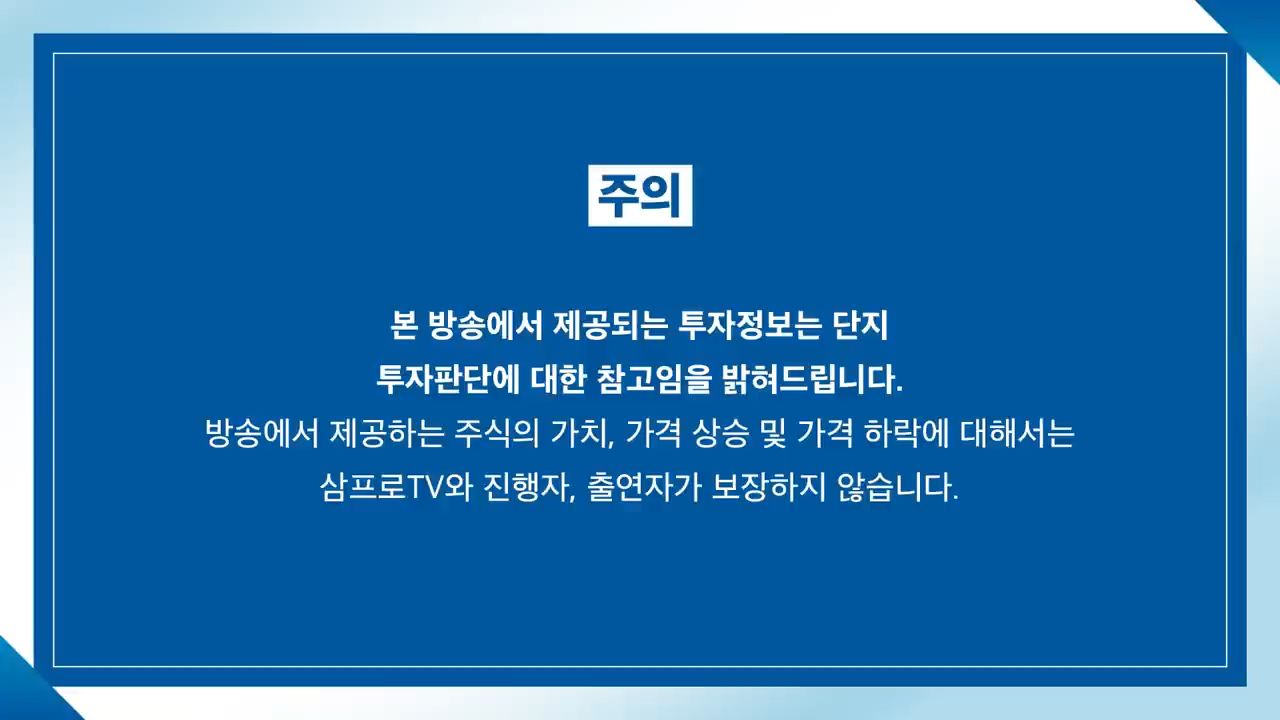 주의
본 방송에서 제공되는 투자정보는 단지
투자판단에 대한 참고임을 밝혀드립니다.
방송에서 제공하는 주식의 가치, 가격 상승 및 가격 하락에 대해서는
삼프로TV와 진행자, 출연자가 보장하지 않습니다.